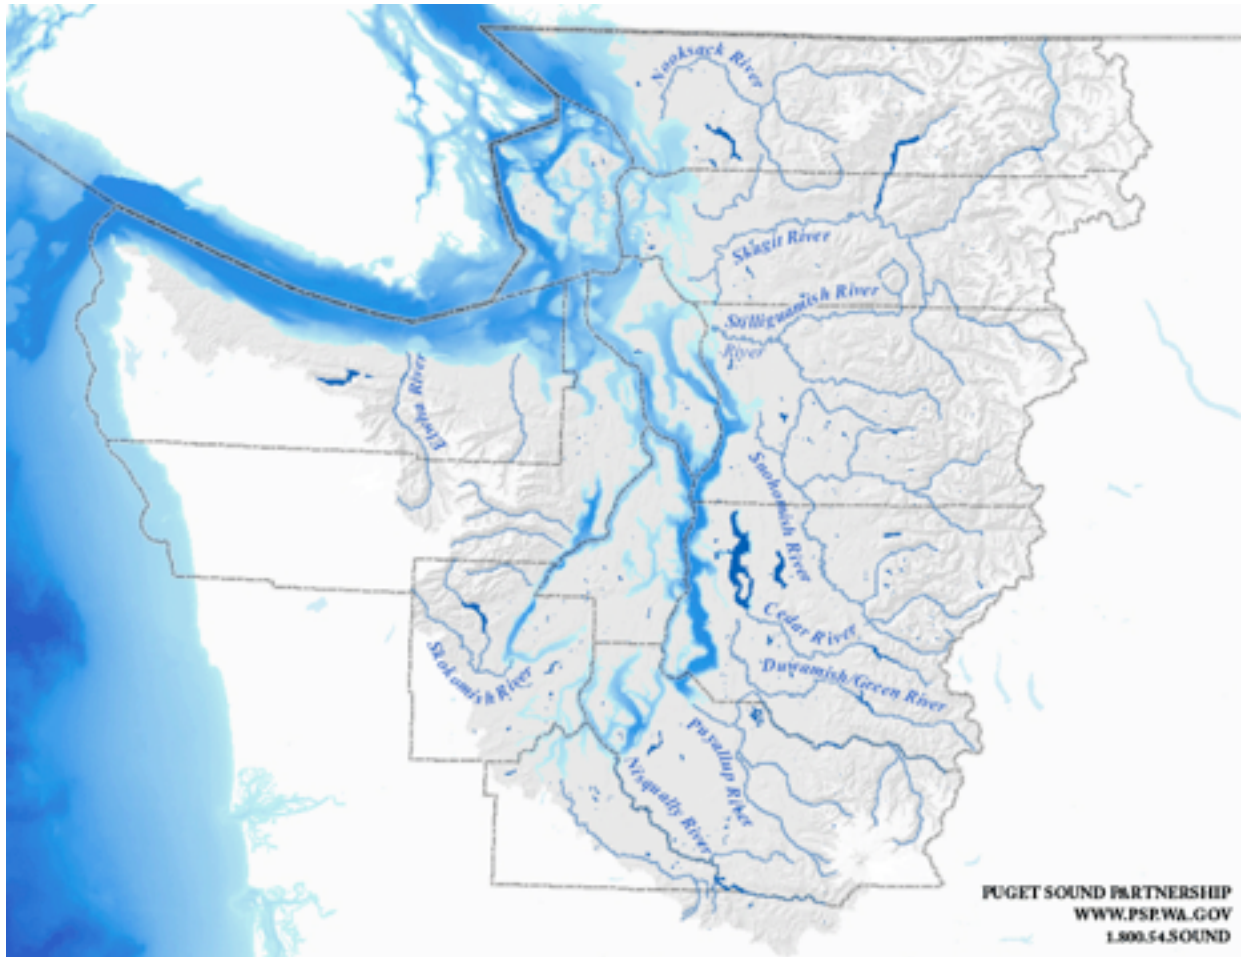 Nooksack River
Skagit River
Stilliguamish River
River
Elwha River
Snohomish River
Cedar River
Duwamish/Green River
Skokomish River
Puyallup River
Nisqually River
PUGET SOUND PARTNERSHIP
WWW.PSP.WA.GOV
1.800.54.SOUND